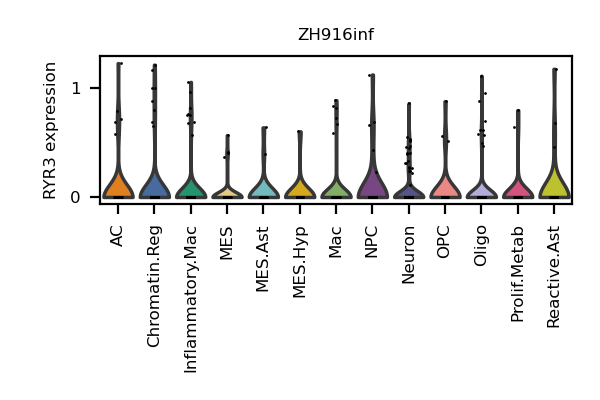 ZH916inf
RYR3 expression
1
0
AC
Chromatin.Reg
Inflammatory.Mac
MES
MES.Ast
MES.Hyp
Mac
NPC
Neuron
OPC
Oligo
Prolif.Metab
Reactive.Ast